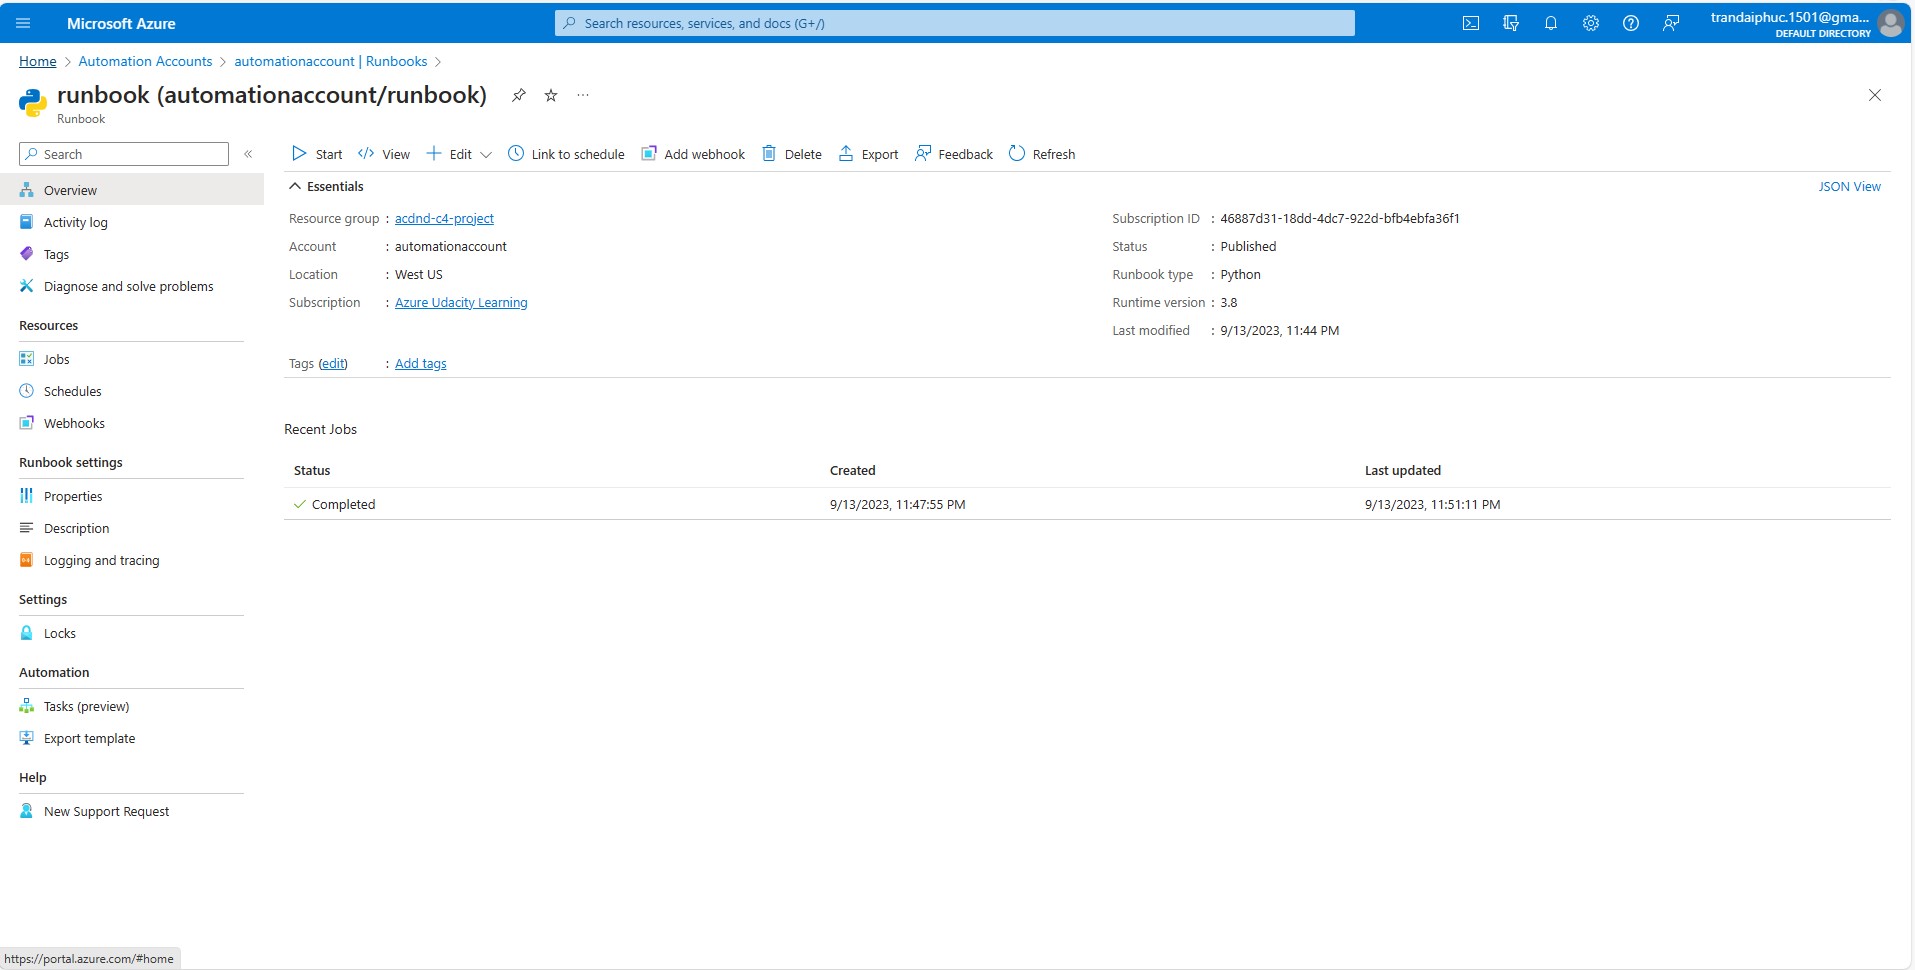 Microsoft Azure
Search resources, services, and docs (G+/)
trandaiphuc.1501@gma...
DEFAULT DIRECTORY
Home > Automation Accounts > automationaccount | Runbooks >
runbook (automationaccount/runbook)
Runbook
Search
Overview
Activity log
Tags
Diagnose and solve problems
Resources
Jobs
Schedules
Webhooks
Runbook settings
Properties
Description
Logging and tracing
Settings
Locks
Automation
Tasks (preview)
Export template
Help
New Support Request
Start View Edit Link to schedule Add webhook Delete Export Feedback Refresh
Essentials
JSON View
Resource group : acdnd-c4-project
Account : automationaccount
Location : West US
Subscription : Azure Udacity Learning
Subscription ID : 46887d31-18dd-4dc7-922d-bfb4ebfa36f1
Status : Published
Runbook type : Python
Runtime version : 3.8
Last modified : 9/13/2023, 11:44 PM
Tags (edit) : Add tags
Recent Jobs
Status Created Last updated
Completed 9/13/2023, 11:47:55 PM 9/13/2023, 11:51:11 PM
https://portal.azure.com/#home